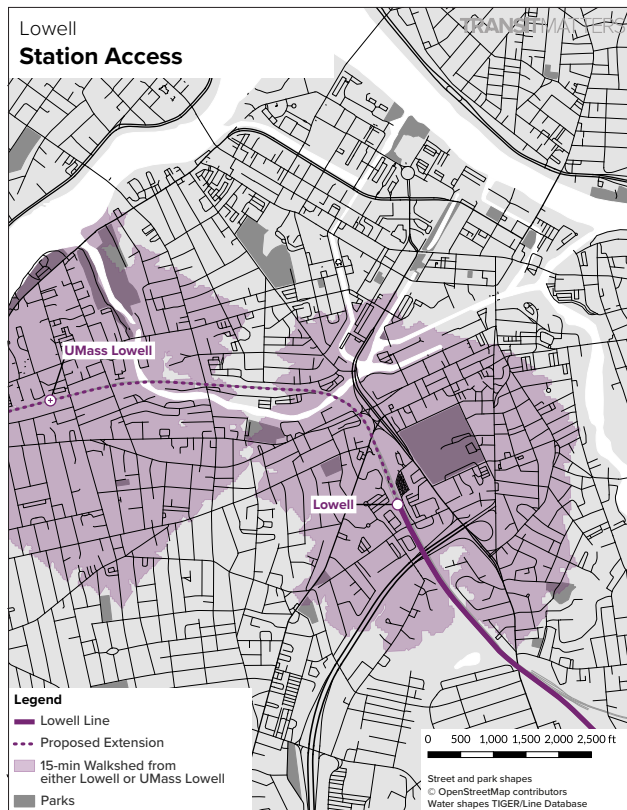 Lowell
Station Access
TRANSITMATTERS
UMass Lowell
Lowell
Legend
Lowell Line
Proposed Extension
15-min Walkshed from
either Lowell or UMass Lowell
Parks
0 500 1,000 1,500 2,000 2,500 ft
Street and park shapes
© OpenStreetMap contributors
Water shapes TIGER/Line Database